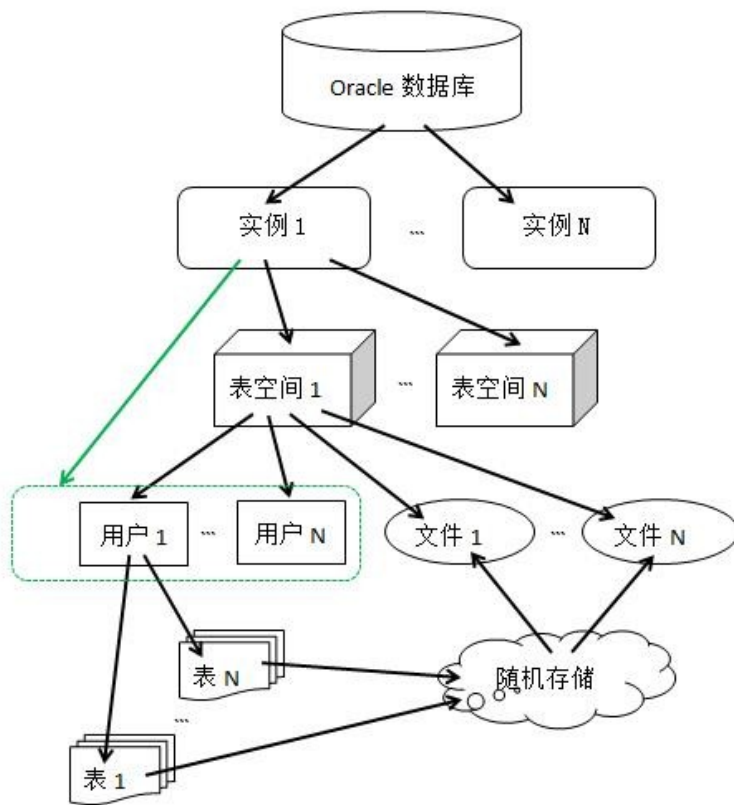 Oracle 数据库
实例 1
...
实例 N
表空间 1
...
表空间 N
用户 1
...
用户 N
文件 1
...
文件 N
表 N
随机存储
...
表 1